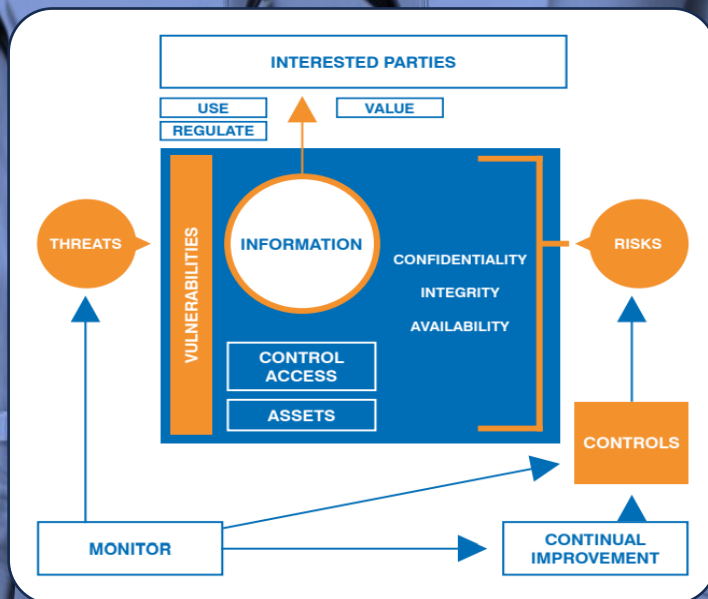 INTERESTED PARTIES
USE
VALUE
REGULATE
THREATS
VULNERABILITIES
INFORMATION
CONFIDENTIALITY
INTEGRITY
AVAILABILITY
RISKS
CONTROL
ACCESS
ASSETS
CONTROLS
MONITOR
CONTINUAL
IMPROVEMENT